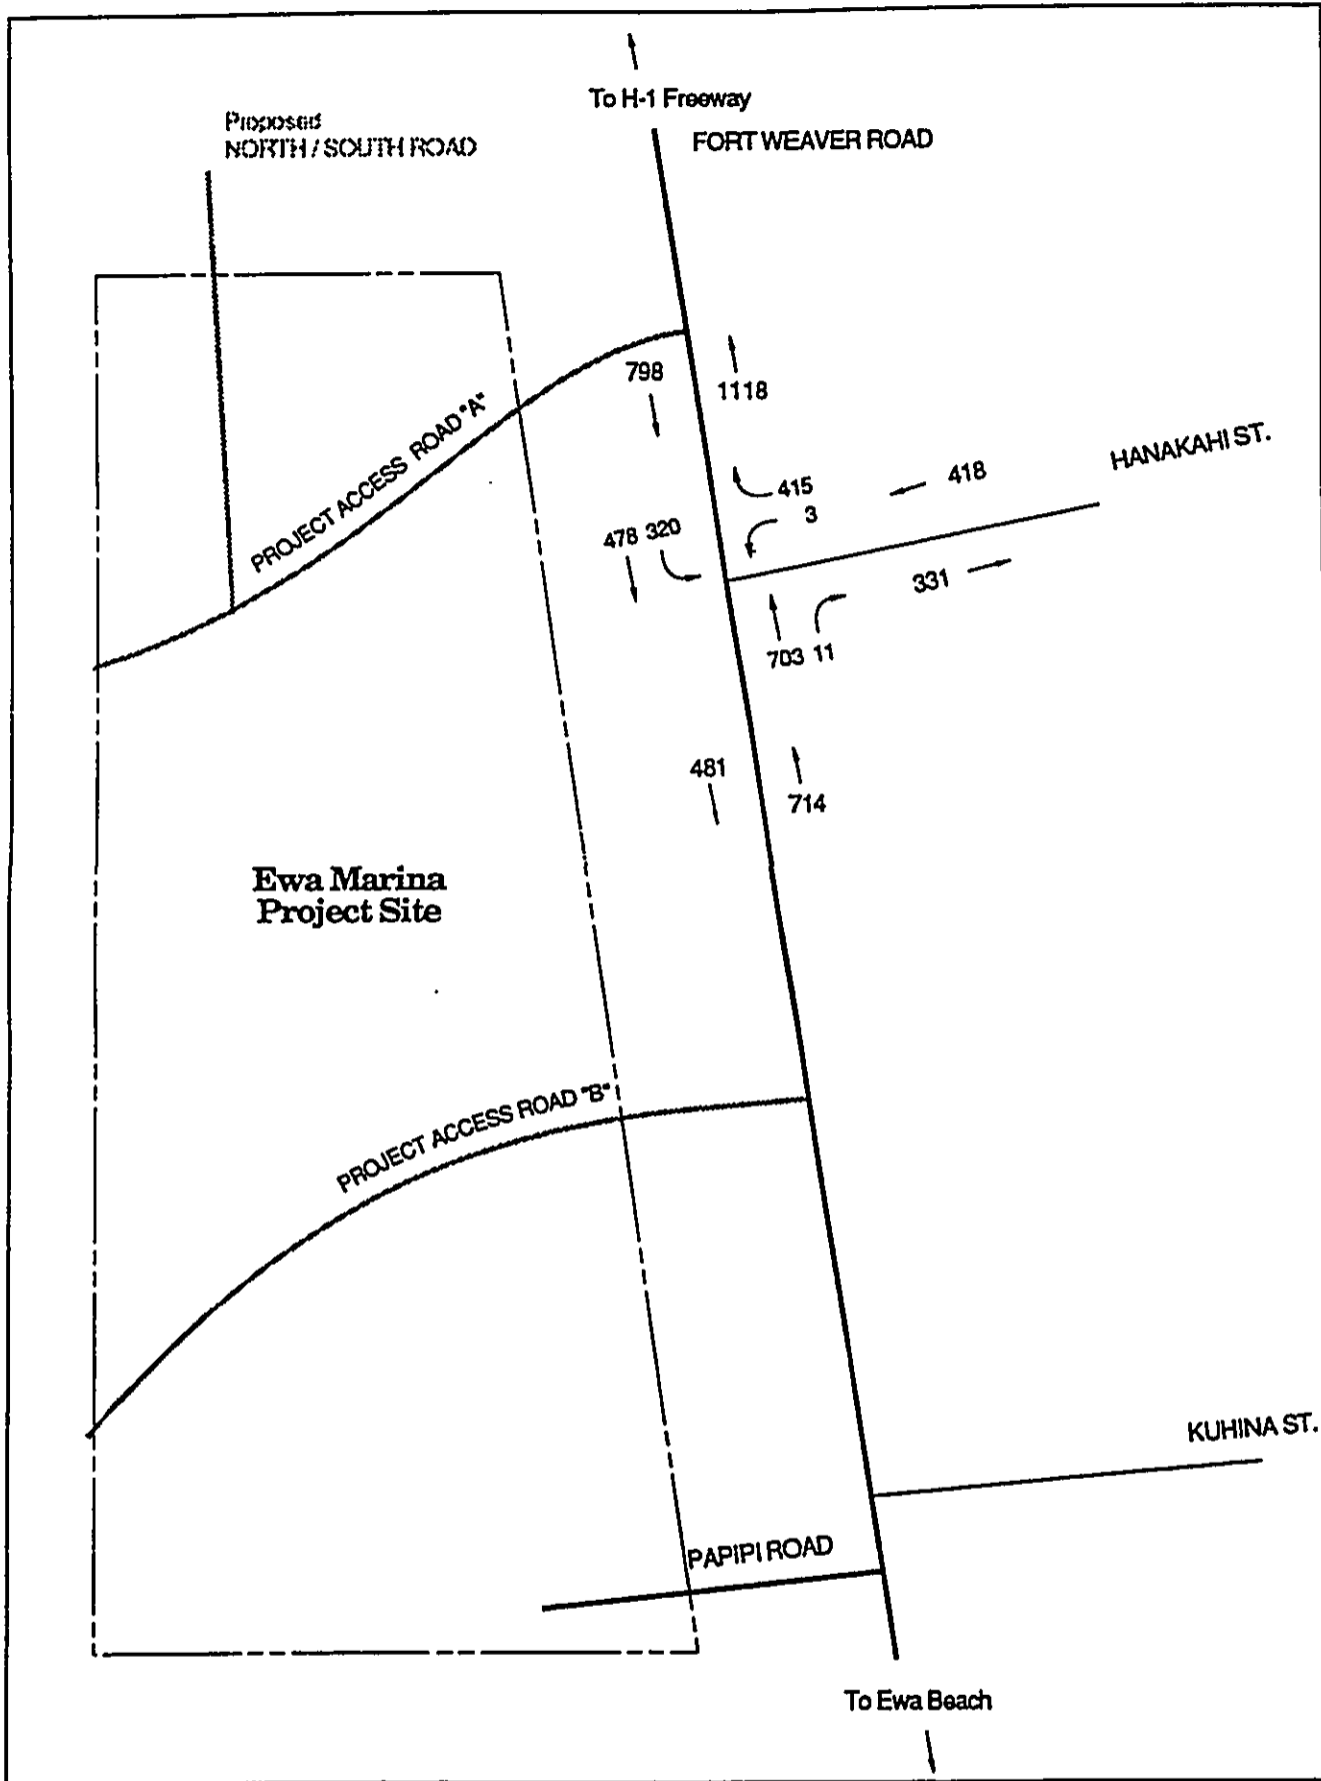 To H-1 Freeway
Proposed
NORTH / SOUTH ROAD
FORT WEAVER ROAD
798
1118
PROJECT ACCESS ROAD "A"
HANAKAHI ST.
418
415
3
478 320
331
703 11
481
714
Ewa Marina
Project Site
PROJECT ACCESS ROAD "B"
KUHINA ST.
PAPIPI ROAD
To Ewa Beach